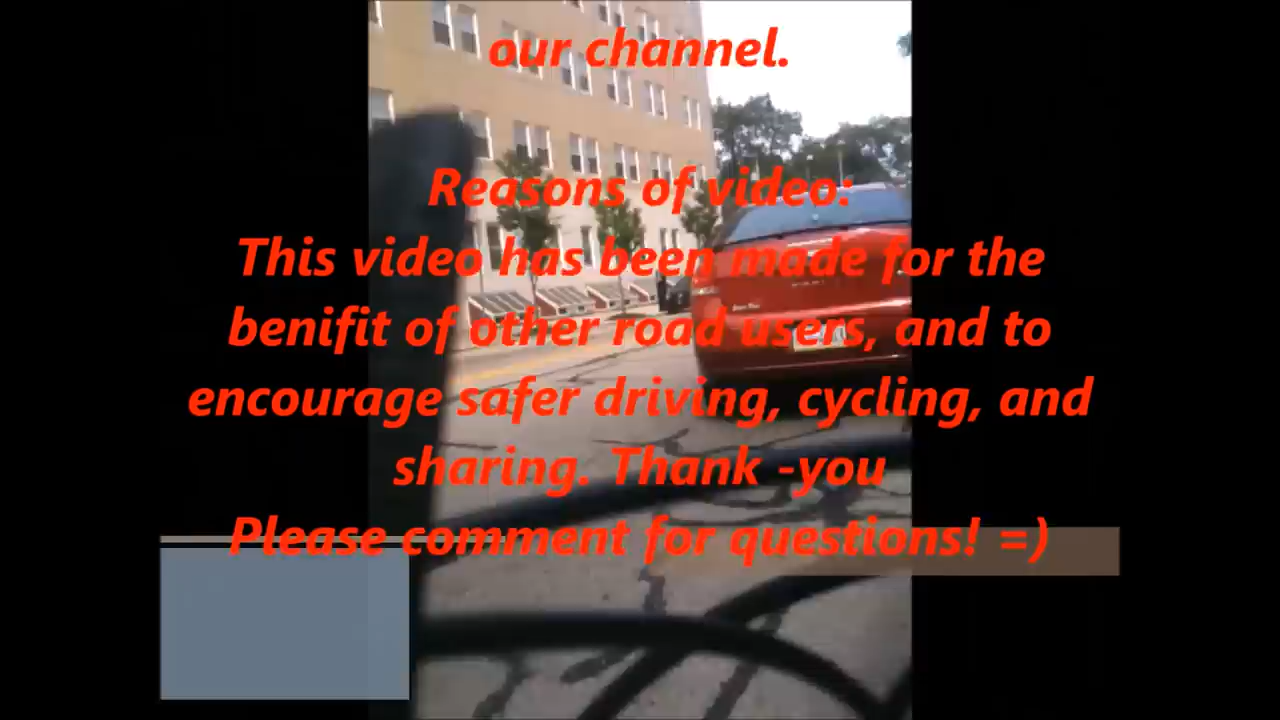 our channel.
Reasons of video:
This video has been made for the
benifit of other road users, and to
encourage safer driving, cycling, and
sharing. Thank -you
Please comment for questions! =)